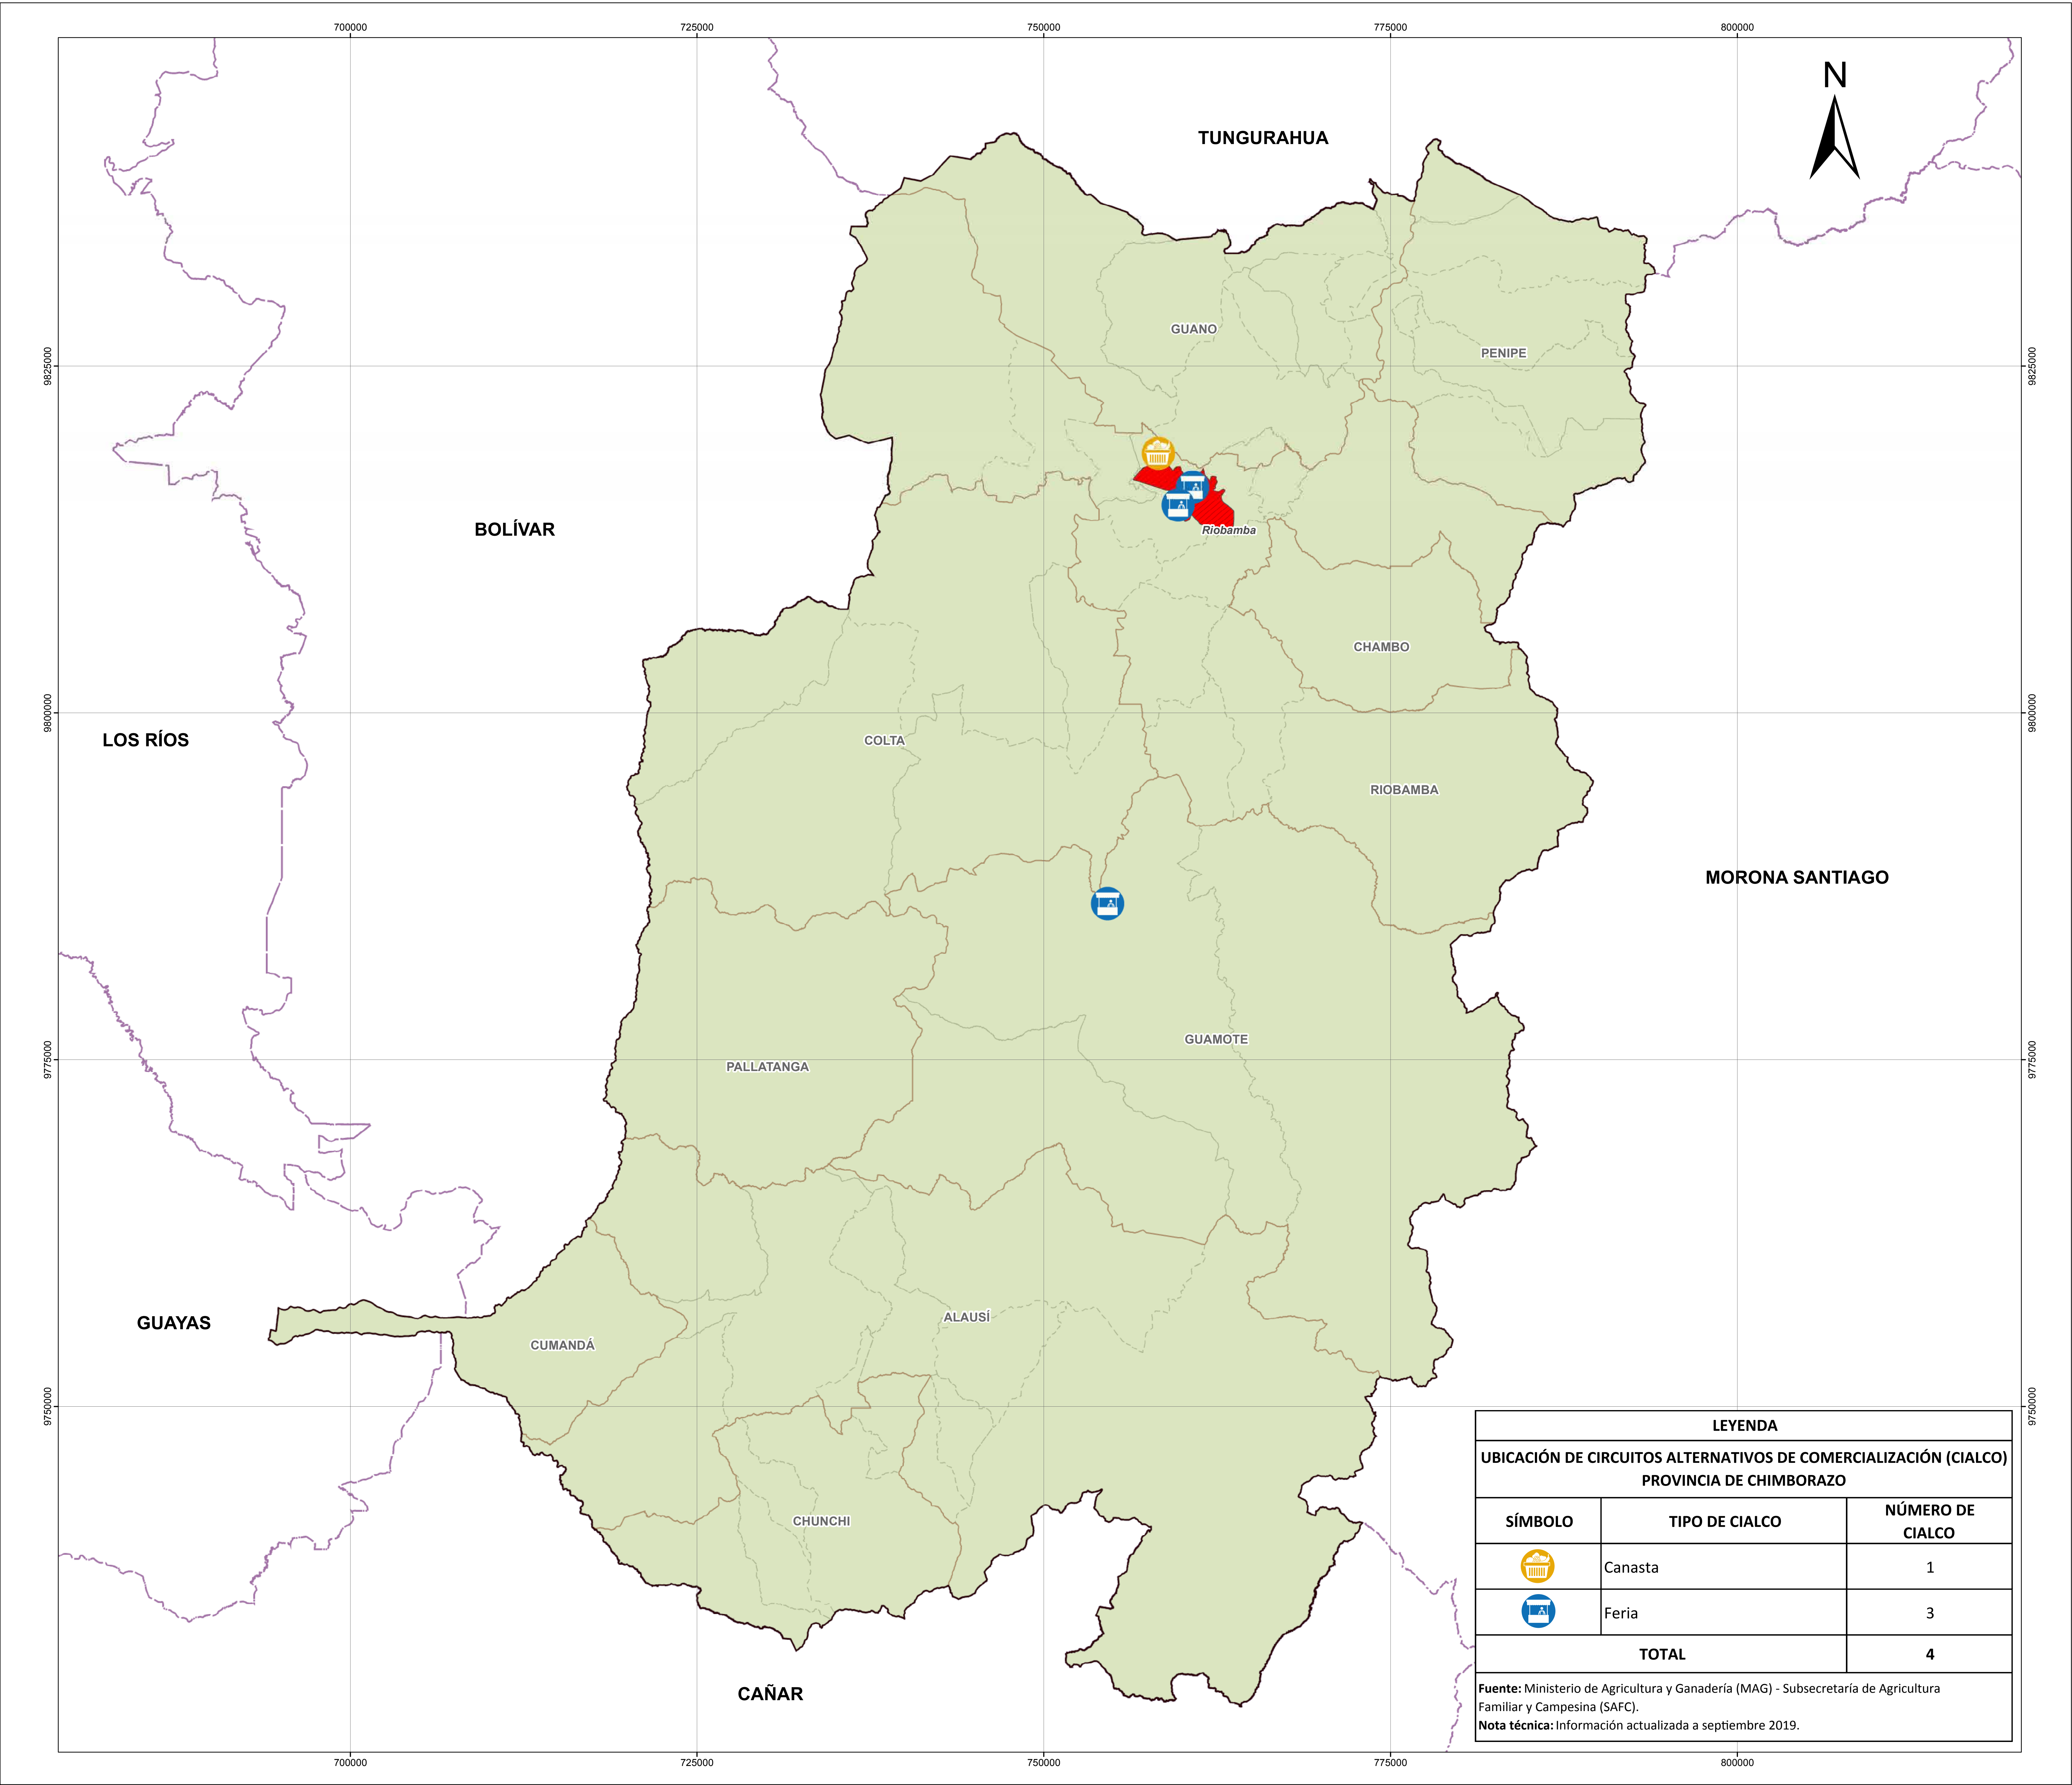 700000
725000
750000
775000
800000
N
TUNGURAHUA
GUANO
PENIPE
9825000
9825000
BOLÍVAR
Riobamba
CHAMBO
9800000
9800000
LOS RÍOS
COLTA
RIOBAMBA
MORONA SANTIAGO
GUAMOTE
9775000
9775000
PALLATANGA
GUAYAS
ALAUSÍ
CUMANDÁ
9750000
9750000
CHUNCHI
CAÑAR
LEYENDA
UBICACIÓN DE CIRCUITOS ALTERNATIVOS DE COMERCIALIZACIÓN (CIALCO)
PROVINCIA DE CHIMBORAZO
SÍMBOLO TIPO DE CIALCO NÚMERO DE
CIALCO
Canasta 1
Feria 3
TOTAL 4
Fuente: Ministerio de Agricultura y Ganadería (MAG) - Subsecretaría de Agricultura
Familiar y Campesina (SAFC).
Nota técnica: Información actualizada a septiembre 2019.
700000
725000
750000
775000
800000